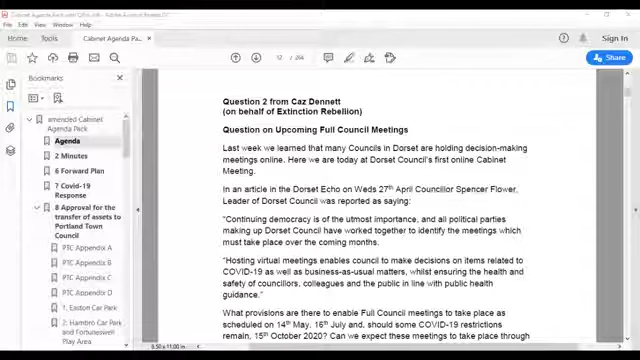 Cabinet Agenda Pack with
File Edit View Window Help
Home Tools Cabinet Agenda Pa... × Sign In
12 / 264 Share
Bookmarks ×
amended Cabinet
Agenda Pack
Agenda
2 Minutes
6 Forward Plan
7 Covid-19
Response
8 Approval for the
transfer of assets to
Portland Town
Council
PTC Appendix A
PTC Appendix B
PTC Appendix C
PTC Appendix D
1. Easton Car Park
2: Hambro Car Park
and Fortuneswell
Play Area
Question 2 from Caz Dennett
(on behalf of Extinction Rebellion)
Question on Upcoming Full Council Meetings
Last week we learned that many Councils in Dorset are holding decision-making
meetings online. Here we are today at Dorset Council's first online Cabinet
Meeting.
In an article in the Dorset Echo on Weds 27th April Councillor Spencer Flower,
Leader of Dorset Council was reported as saying:
"Continuing democracy is of the utmost importance, and all political parties
making up Dorset Council have worked together to identify the meetings which
must take place over the coming months.
"Hosting virtual meetings enables council to make decisions on items related to
COVID-19 as well as business-as-usual matters, whilst ensuring the health and
safety of councillors, colleagues and the public in line with public health
guidance."
What provisions are there to enable Full Council Meetings to take place as
scheduled on 14th May, 16th July and, should some COVID-19 restrictions
remain, 15th October 2020? Can we expect these meetings to take place through
8.50 x 11.00 in